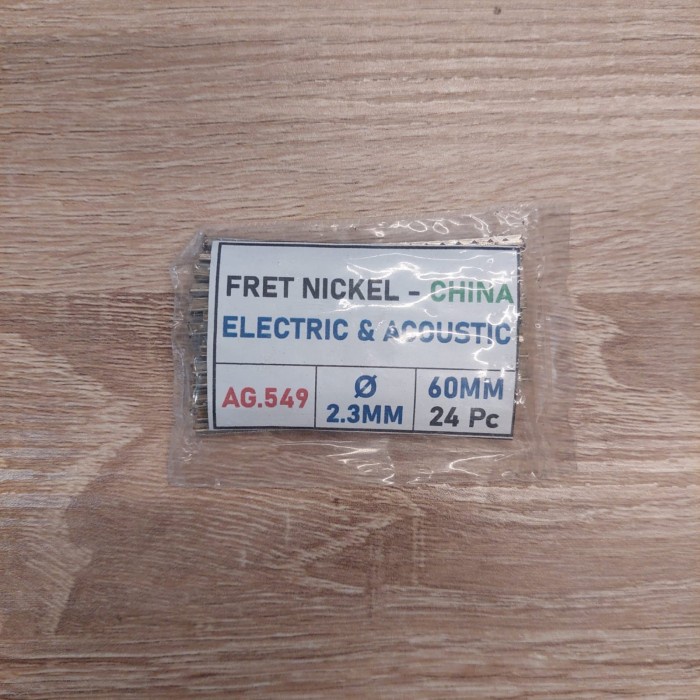 FRET NICKEL - CHINA
ELECTRIC & ACOUSTIC
AG.549
Ø
2.3MM
60MM
24 Pc